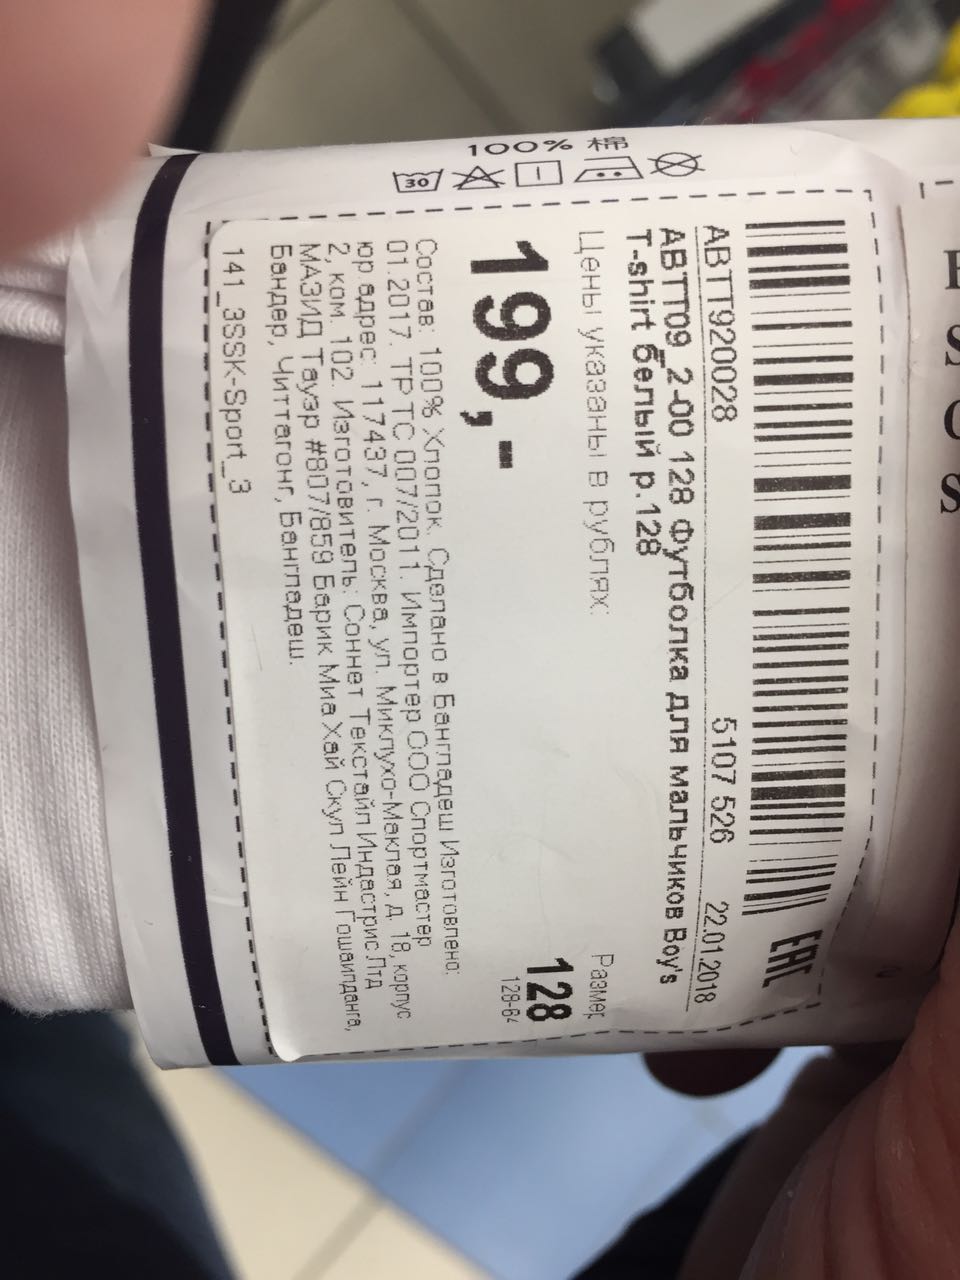 ABTT920028 5107 526 22.01.2018
ABTT09_2-00 128 Футболка для мальчиков Boy's
T-shirt белый р.128
Цены указаны в рублях:
Размер
199,-
128
128-64
Состав: 100% Хлопок. Сделано в Бангладеш Изготовлено:
01.2017. ТР ТС 007/2011. Импортер ООО Спортмастер
юр.адрес: 117437, г. Москва, ул. Миклухо-Маклая, д. 18, корпус
2, ком. 102. Изготовитель: Соннет Текстайл Индастрис Лтд
МАЗИД Тауэр #807/859 Барик Миа Хай Скул Лейн Гошаилданга,
Бандер, Читтагонг, Бангладеш.
141_3SSK-Sport_3
100% 棉
30
EAC